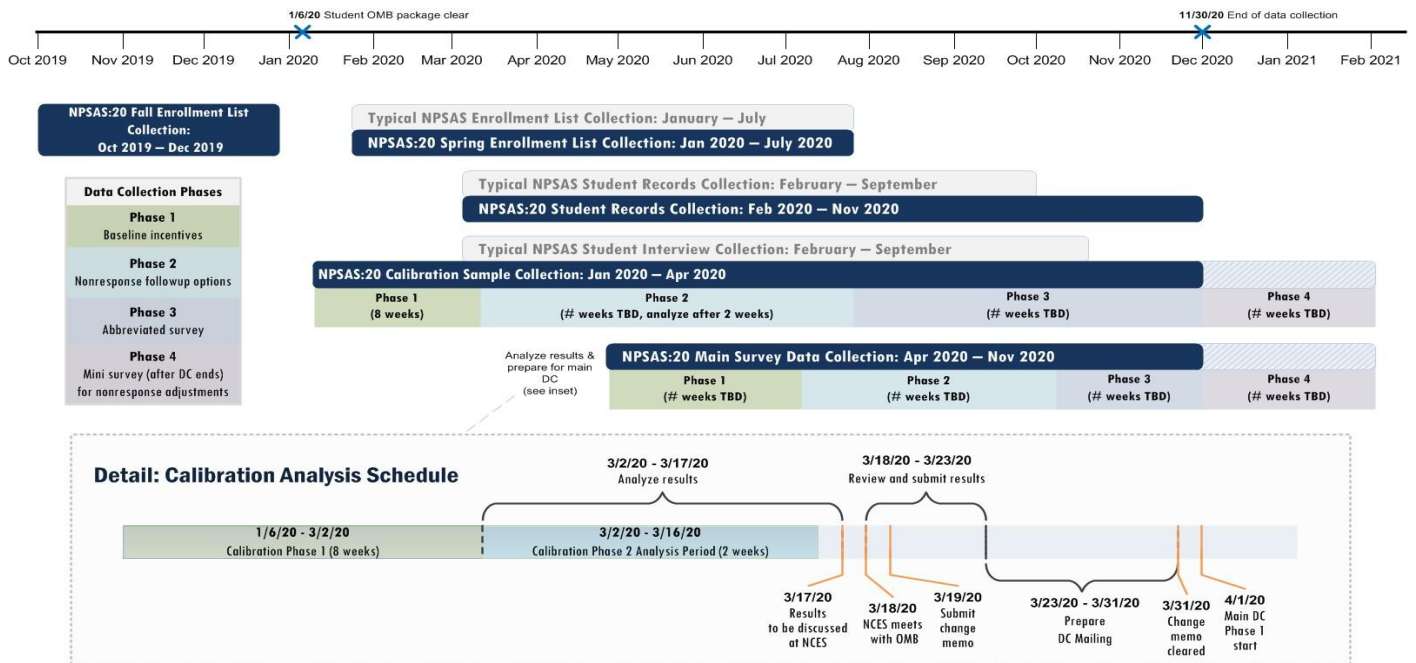 1/6/20 Student OMB package clear
11/30/20 End of data collection
Oct 2019 Nov 2019 Dec 2019 Jan 2020 Feb 2020 Mar 2020 Apr 2020 May 2020 Jun 2020 Jul 2020 Aug 2020 Sep 2020 Oct 2020 Nov 2020 Dec 2020 Jan 2021 Feb 2021
NPSAS:20 Fall Enrollment List
Collection:
Oct 2019 – Dec 2019
Typical NPSAS Enrollment List Collection: January – July
NPSAS:20 Spring Enrollment List Collection: Jan 2020 – July 2020
Typical NPSAS Student Records Collection: February – September
NPSAS:20 Student Records Collection: Feb 2020 – Nov 2020
Typical NPSAS Student Interview Collection: February – September
NPSAS:20 Calibration Sample Collection: Jan 2020 – Apr 2020
Phase 1
(8 weeks)
Phase 2
(# weeks TBD, analyze after 2 weeks)
Phase 3
(# weeks TBD)
Phase 4
(# weeks TBD)
Data Collection Phases
Phase 1
Baseline incentives
Phase 2
Nonresponse followup options
Phase 3
Abbreviated survey
Phase 4
Mini survey (after DC ends)
for nonresponse adjustments
Analyze results &
prepare for main
DC
(see inset)
NPSAS:20 Main Survey Data Collection: Apr 2020 – Nov 2020
Phase 1
(# weeks TBD)
Phase 2
(# weeks TBD)
Phase 3
(# weeks TBD)
Phase 4
(# weeks TBD)
Detail: Calibration Analysis Schedule
3/2/20 - 3/17/20
Analyze results
3/18/20 - 3/23/20
Review and submit results
1/6/20 - 3/2/20
Calibration Phase 1 (8 weeks)
3/2/20 - 3/16/20
Calibration Phase 2 Analysis Period (2 weeks)
3/17/20
Results
to be discussed
at NCES
3/18/20
NCES meets
with OMB
3/19/20
Submit
change
memo
3/23/20 - 3/31/20
Prepare
DC Mailing
3/31/20
Change
memo
cleared
4/1/20
Main DC
Phase 1
start